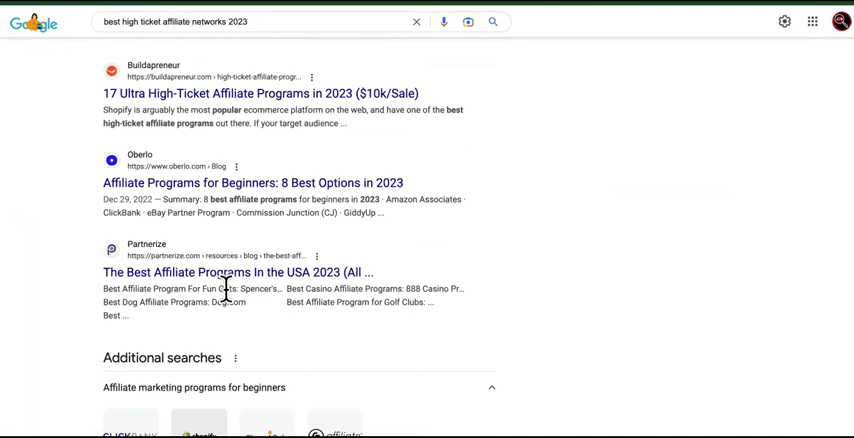 Google
best high ticket affiliate networks 2023
Buildapreneur
https://buildapreneur.com › high-ticket-affiliate-progr...
17 Ultra High-Ticket Affiliate Programs in 2023 ($10k/Sale)
Shopify is arguably the most popular ecommerce platform on the web, and have one of the best
high-ticket affiliate programs out there. If your target audience ...
Oberlo
https://www.oberlo.com › Blog
Affiliate Programs for Beginners: 8 Best Options in 2023
Dec 29, 2022 — Summary: 8 best affiliate programs for beginners in 2023 · Amazon Associates ·
ClickBank · eBay Partner Program · Commission Junction (CJ) · GiddyUp ...
Partnerize
https://partnerize.com › resources › blog › the-best-aff...
The Best Affiliate Programs In the USA 2023 (All ...
Best Affiliate Program For Fun Gifts: Spencer's... Best Casino Affiliate Programs: 888 Casino Pr...
Best Dog Affiliate Programs: Dog.com Best Affiliate Program for Golf Clubs: ...
Best ...
Additional searches
Affiliate marketing programs for beginners
CLICKBANK shopify affiliate